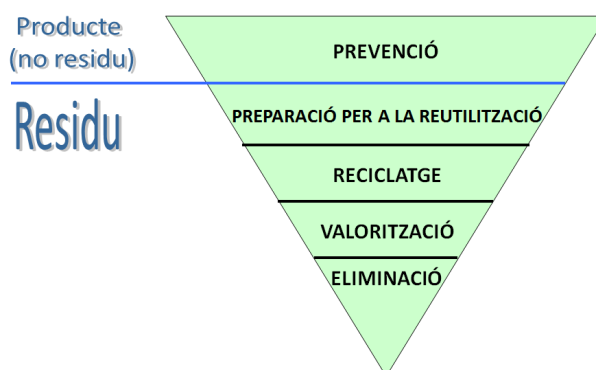 Producte
(no residu)
PREVENCIÓ
Residu
PREPARACIÓ PER A LA REUTILITZACIÓ
RECICLATGE
VALORITZACIÓ
ELIMINACIÓ